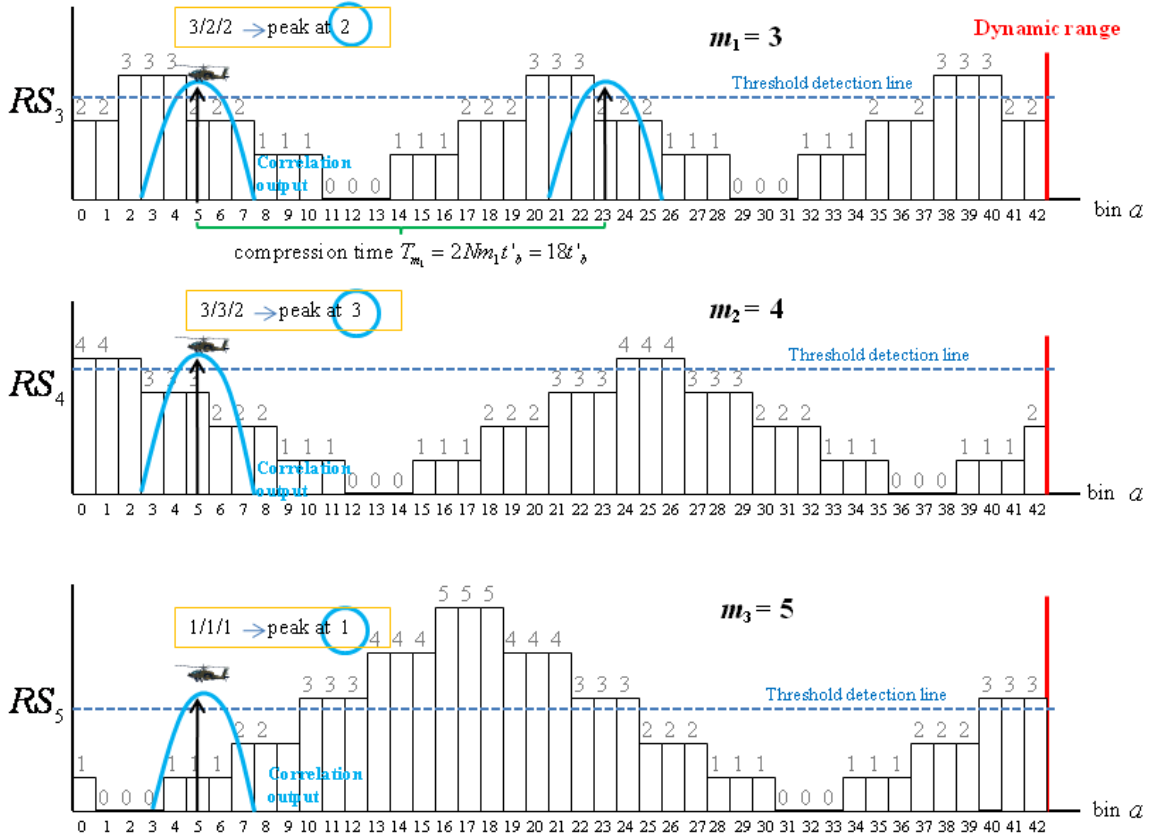 3/2/2 → peak at 2
m₁ = 3
Dynamic range
3 3 3 3 3 3 3 3 3
Threshold detection line
RS₃
2 2 2 2 2 2 2 2 2 2 2 2 2 2 2
1 1 1 1 1 1 1 1 1 1 1 1
Correlation
output
0 0 0 0 0 0
0 1 2 3 4 5 6 7 8 9 10 11 12 13 14 15 16 17 18 19 20 21 22 23 24 25 26 27 28 29 30 31 32 33 34 35 36 37 38 39 40 41 42
bin a
compression time Tₘ₁ = 2Nm₁t'b = 18t'b
3/3/2 → peak at 3
m₂ = 4
4 4 4 4 4
Threshold detection line
RS₄
3 3 3 3 3 3 3 3 3
2 2 2 2 2 2 2 2 2 2
1 1 1 1 1 1 1 1 1 1 1 1
Correlation
output
0 0 0 0 0 0
0 1 2 3 4 5 6 7 8 9 10 11 12 13 14 15 16 17 18 19 20 21 22 23 24 25 26 27 28 29 30 31 32 33 34 35 36 37 38 39 40 41 42
bin a
5 5 5
m₃ = 5
1/1/1 → peak at 1
4 4 4 4 4 4
3 3 3 3 3 3 3 3 3
Threshold detection line
RS₅
2 2 2 2 2 2 2 2
1 1 1 1 1 1 1 1 1 1
Correlation
output
0 0 0 0 0 0
0 1 2 3 4 5 6 7 8 9 10 11 12 13 14 15 16 17 18 19 20 21 22 23 24 25 26 27 28 29 30 31 32 33 34 35 36 37 38 39 40 41 42
bin a